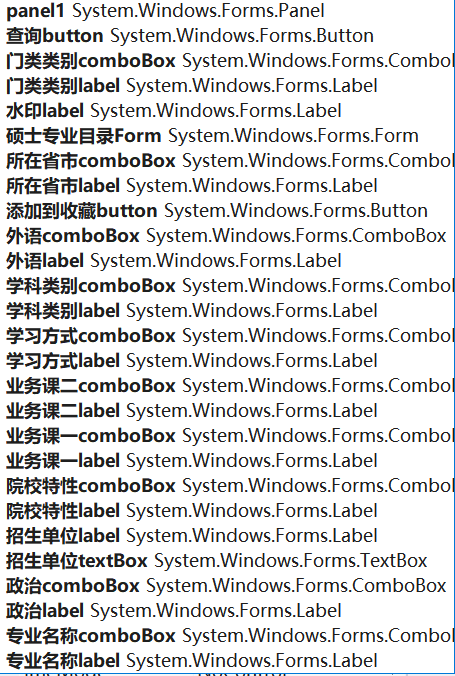 panel1 System.Windows.Forms.Panel
查询button System.Windows.Forms.Button
门类类别comboBox System.Windows.Forms.Combol
门类类别label System.Windows.Forms.Label
水印label System.Windows.Forms.Label
硕士专业目录Form System.Windows.Forms.Form
所在省市comboBox System.Windows.Forms.Combol
所在省市label System.Windows.Forms.Label
添加到收藏button System.Windows.Forms.Button
外语comboBox System.Windows.Forms.ComboBox
外语label System.Windows.Forms.Label
学科类别comboBox System.Windows.Forms.Combol
学科类别label System.Windows.Forms.Label
学习方式comboBox System.Windows.Forms.Combol
学习方式label System.Windows.Forms.Label
业务课二comboBox System.Windows.Forms.Combol
业务课二label System.Windows.Forms.Label
业务课一comboBox System.Windows.Forms.Combol
业务课一label System.Windows.Forms.Label
院校特性comboBox System.Windows.Forms.Combol
院校特性label System.Windows.Forms.Label
招生单位label System.Windows.Forms.Label
招生单位textBox System.Windows.Forms.TextBox
政治comboBox System.Windows.Forms.ComboBox
政治label System.Windows.Forms.Label
专业名称comboBox System.Windows.Forms.Combol
专业名称label System.Windows.Forms.Label